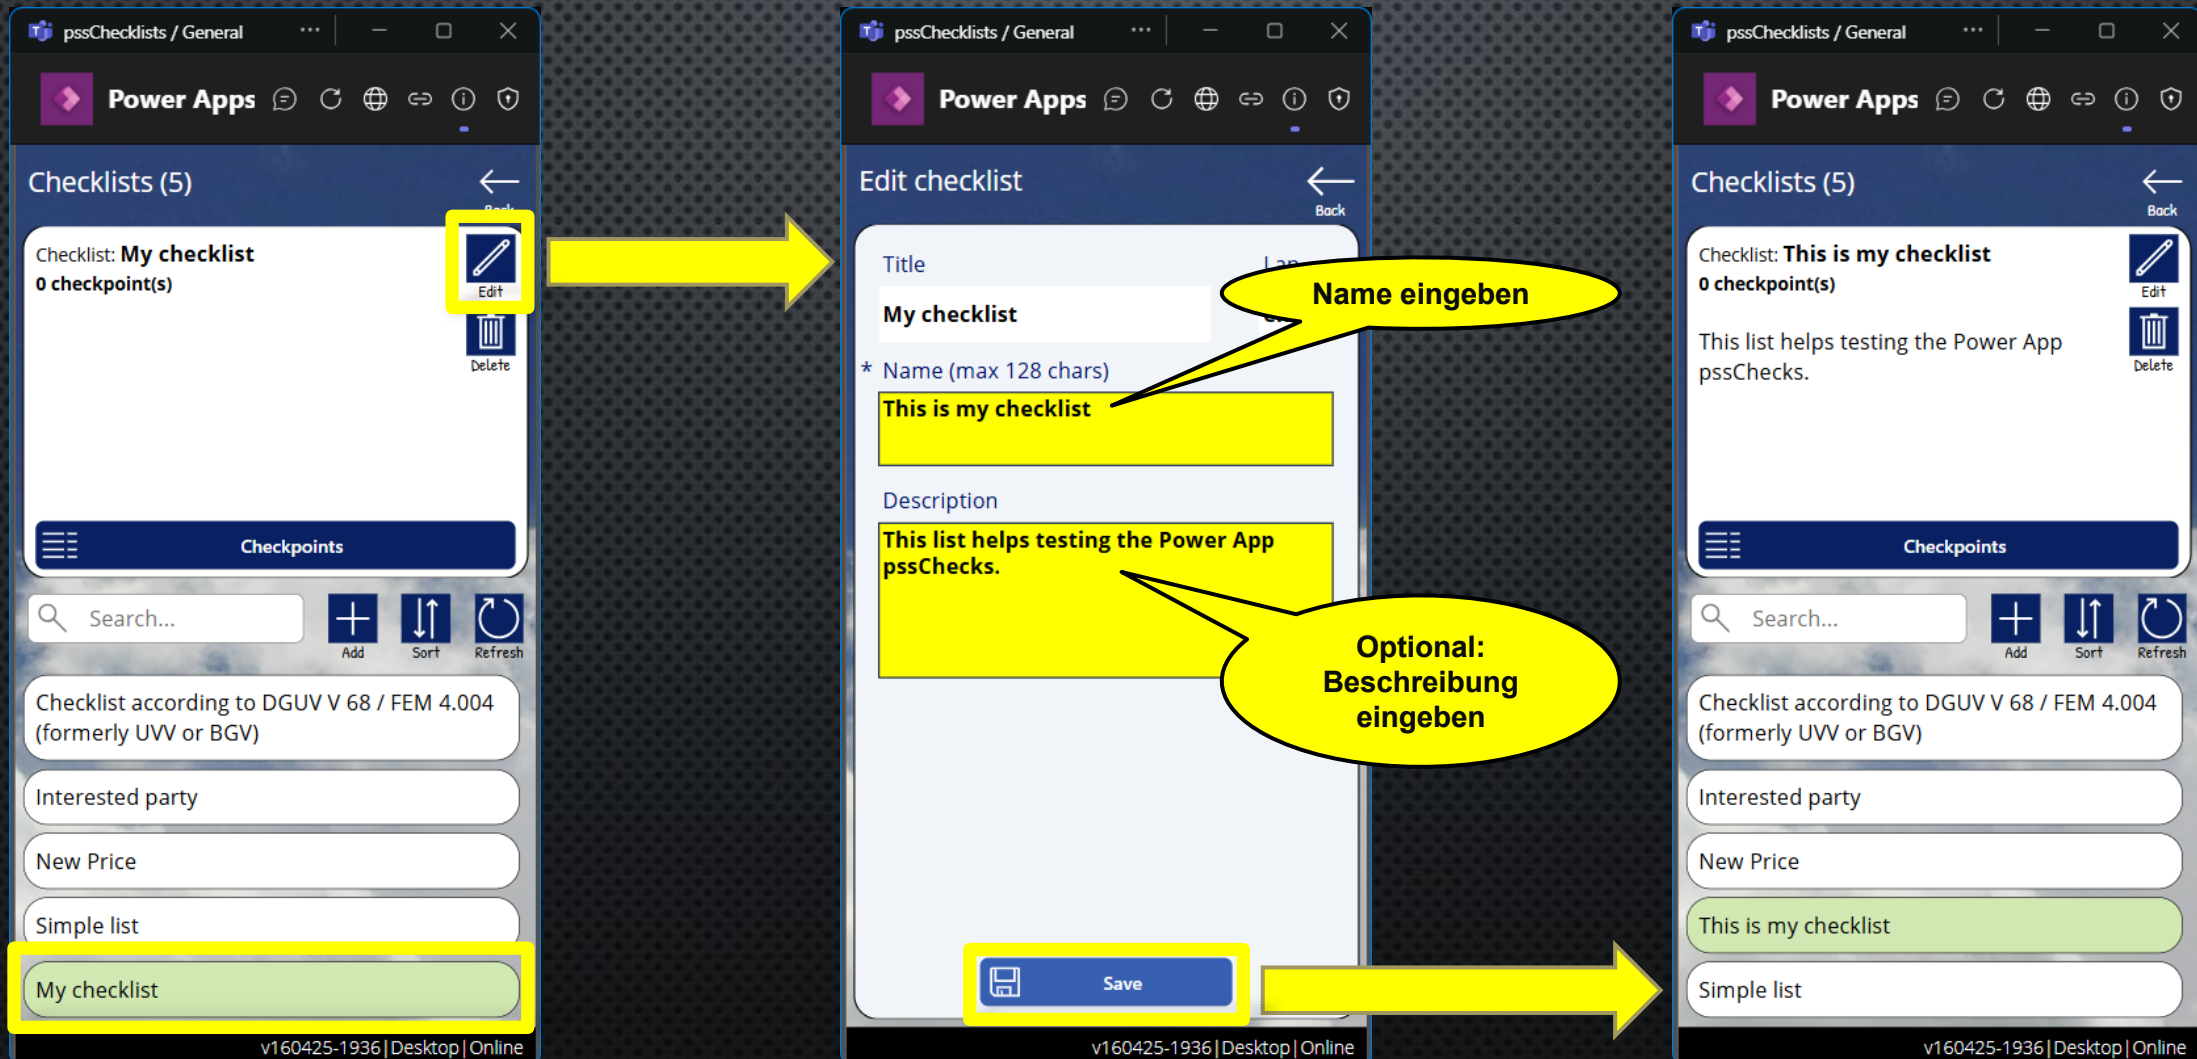 pssChecklists / General
Power Apps
Checklists (5)
Back
Checklist: My checklist
0 checkpoint(s)
Edit
Delete
Checkpoints
Search...
Add
Sort
Refresh
Checklist according to DGUV V 68 / FEM 4.004
(formerly UVV or BGV)
Interested party
New Price
Simple list
My checklist
v160425-1936|Desktop|Online
pssChecklists / General
Power Apps
Edit checklist
Back
Title
My checklist
Name eingeben
* Name (max 128 chars)
This is my checklist
Description
This list helps testing the Power App
pssChecks.
Optional:
Beschreibung
eingeben
Save
v160425-1936|Desktop|Online
pssChecklists / General
Power Apps
Checklists (5)
Back
Checklist: This is my checklist
0 checkpoint(s)
Edit
This list helps testing the Power App
pssChecks.
Delete
Checkpoints
Search...
Add
Sort
Refresh
Checklist according to DGUV V 68 / FEM 4.004
(formerly UVV or BGV)
Interested party
New Price
This is my checklist
Simple list
v160425-1936|Desktop|Online